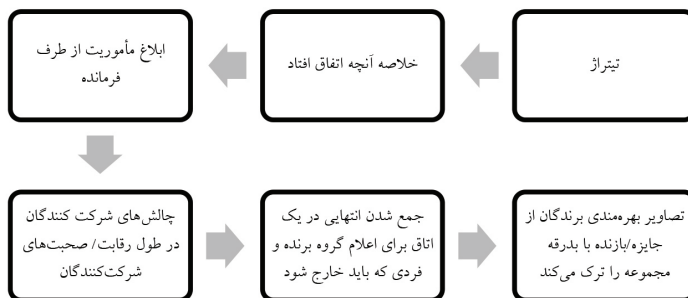 تیتراژ
خلاصه آنچه اتفاق افتاد
ابلاغ مأموریت از طرف
فرمانده
چالش‌های شرکت کنندگان
در طول رقابت/ صحبت‌های
شرکت‌کنندگان
جمع شدن انتهایی در یک
اتاق برای اعلام گروه برنده و
فردی که باید خارج شود
تصاویر بهره‌مندی برندگان از
جایزه/بازنده با بدرقه
مجموعه را ترک می‌کند